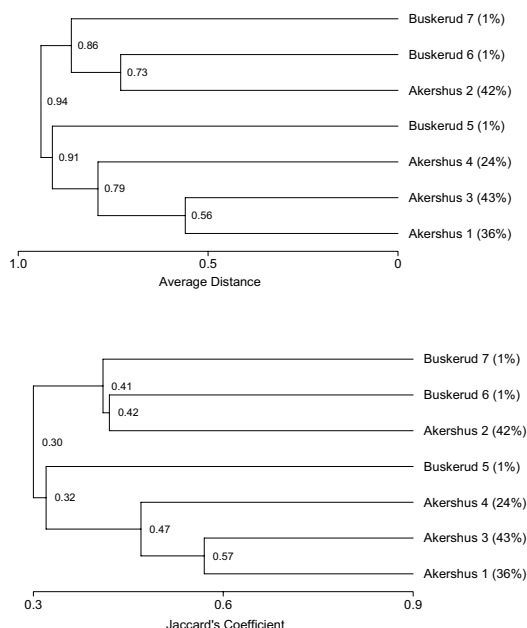 Buskerud 7 (1%)
0.86
Buskerud 6 (1%)
0.73
Akershus 2 (42%)
0.94
Buskerud 5 (1%)
0.91
Akershus 4 (24%)
0.79
Akershus 3 (43%)
0.56
Akershus 1 (36%)
1.0 0.5 0
Average Distance
Buskerud 7 (1%)
0.41
Buskerud 6 (1%)
0.42
Akershus 2 (42%)
0.30
Buskerud 5 (1%)
0.32
Akershus 4 (24%)
0.47
Akershus 3 (43%)
0.57
Akershus 1 (36%)
0.3 0.6 0.9
Jaccard's Coefficient